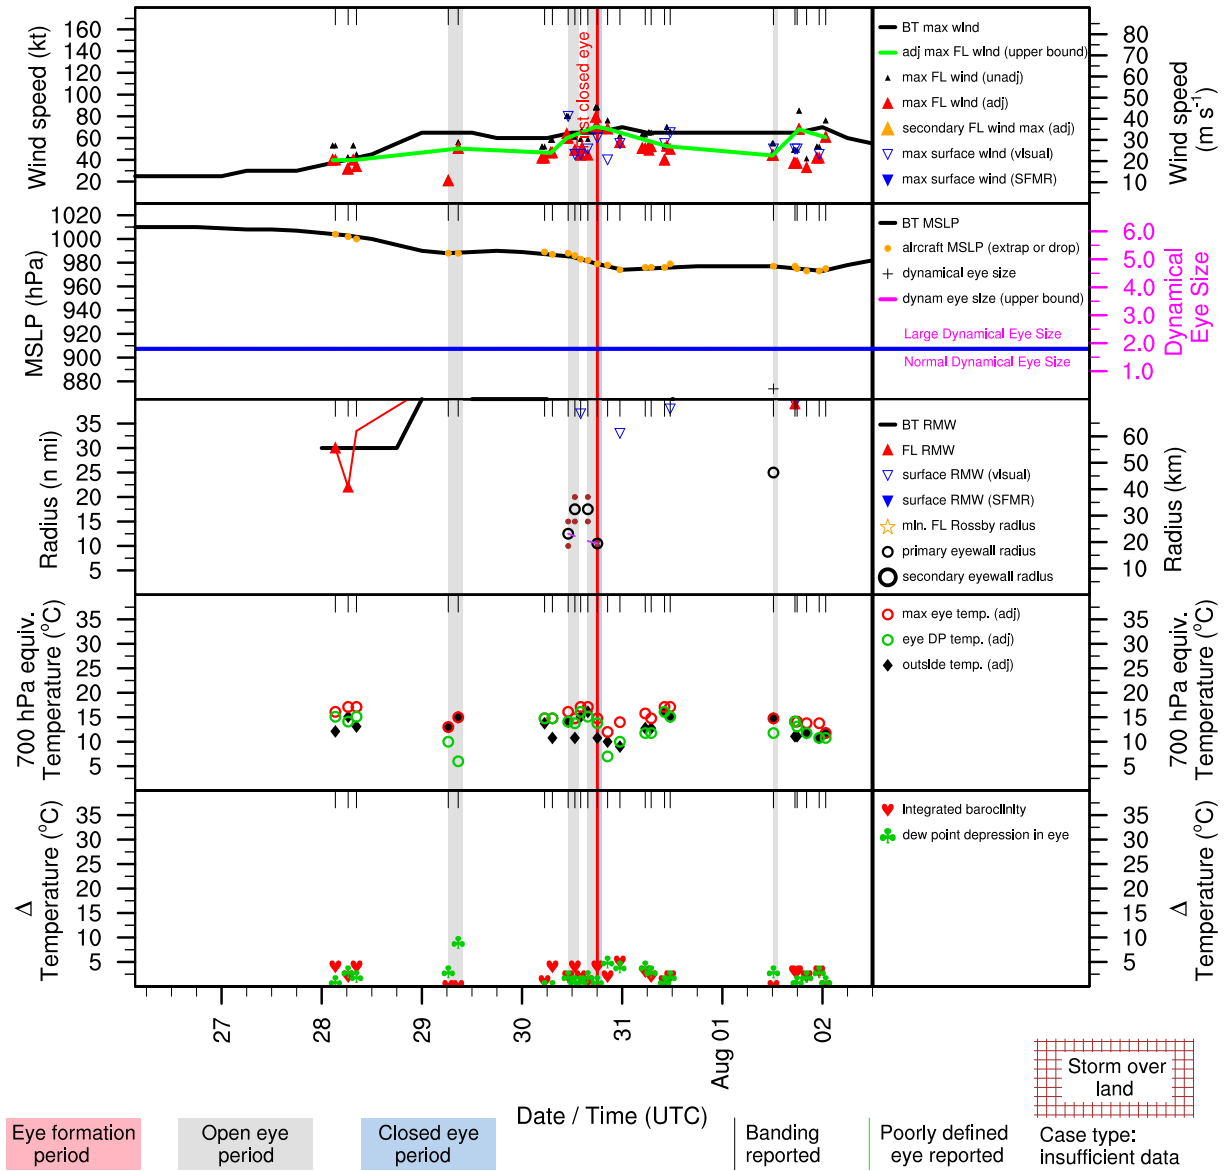 Wind speed (kt)
160
140
120
100
80
60
40
20
st closed eye
BT max wind
adj max FL wind (upper bound)
max FL wind (unadj)
max FL wind (adj)
secondary FL wind max (adj)
max surface wind (visual)
max surface wind (SFMR)
80
70
60
50
40
30
20
10
Wind speed
(m s-1)
MSLP (hPa)
1020
1000
980
960
940
920
900
880
BT MSLP
aircraft MSLP (extrap or drop)
dynamical eye size
dynam eye size (upper bound)
Large Dynamical Eye Size
Normal Dynamical Eye Size
6.0
5.0
4.0
3.0
2.0
1.0
Dynamical
Eye Size
Radius (n mi)
35
30
25
20
15
10
5
BT RMW
FL RMW
surface RMW (visual)
surface RMW (SFMR)
min. FL Rossby radius
primary eyewall radius
secondary eyewall radius
60
50
40
30
20
10
Radius (km)
700 hPa equiv.
Temperature (°C)
35
30
25
20
15
10
5
max eye temp. (adj)
eye DP temp. (adj)
outside temp. (adj)
35
30
25
20
15
10
5
700 hPa equiv.
Temperature (°C)
Δ
Temperature (°C)
35
30
25
20
15
10
5
Integrated baroclinity
dew point depression in eye
35
30
25
20
15
10
5
Δ
Temperature (°C)
27
28
29
30
31
Aug 01
02
Date / Time (UTC)
Storm over
land
Eye formation
period
Open eye
period
Closed eye
period
Banding
reported
Poorly defined
eye reported
Case type:
insufficient data